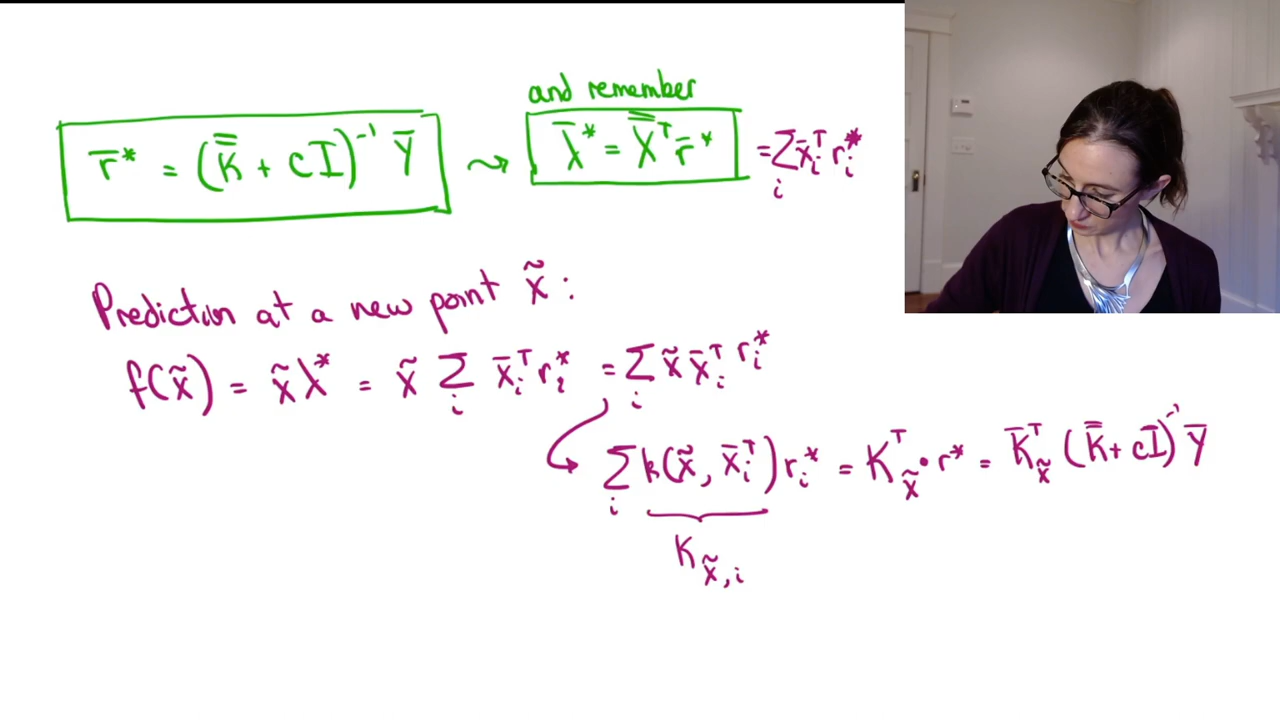 and remember
r̄* = (K̿ + cI)⁻¹ Ȳ ⤳ λ̄* = X̿ᵀ r̄* = Σᵢ x̄ᵢᵀ rᵢ*
Prediction at a new point x̃ :
f(x̃) = x̃ λ* = x̃ Σᵢ x̄ᵢᵀ rᵢ* = Σᵢ x̃ x̄ᵢᵀ rᵢ*
Σᵢ k(x̃, x̄ᵢᵀ) rᵢ* = Kᵀ_x̃ · r* = K̄ᵀ_x̃ (K̿ + cI)⁻¹ Ȳ
K_x̃,i